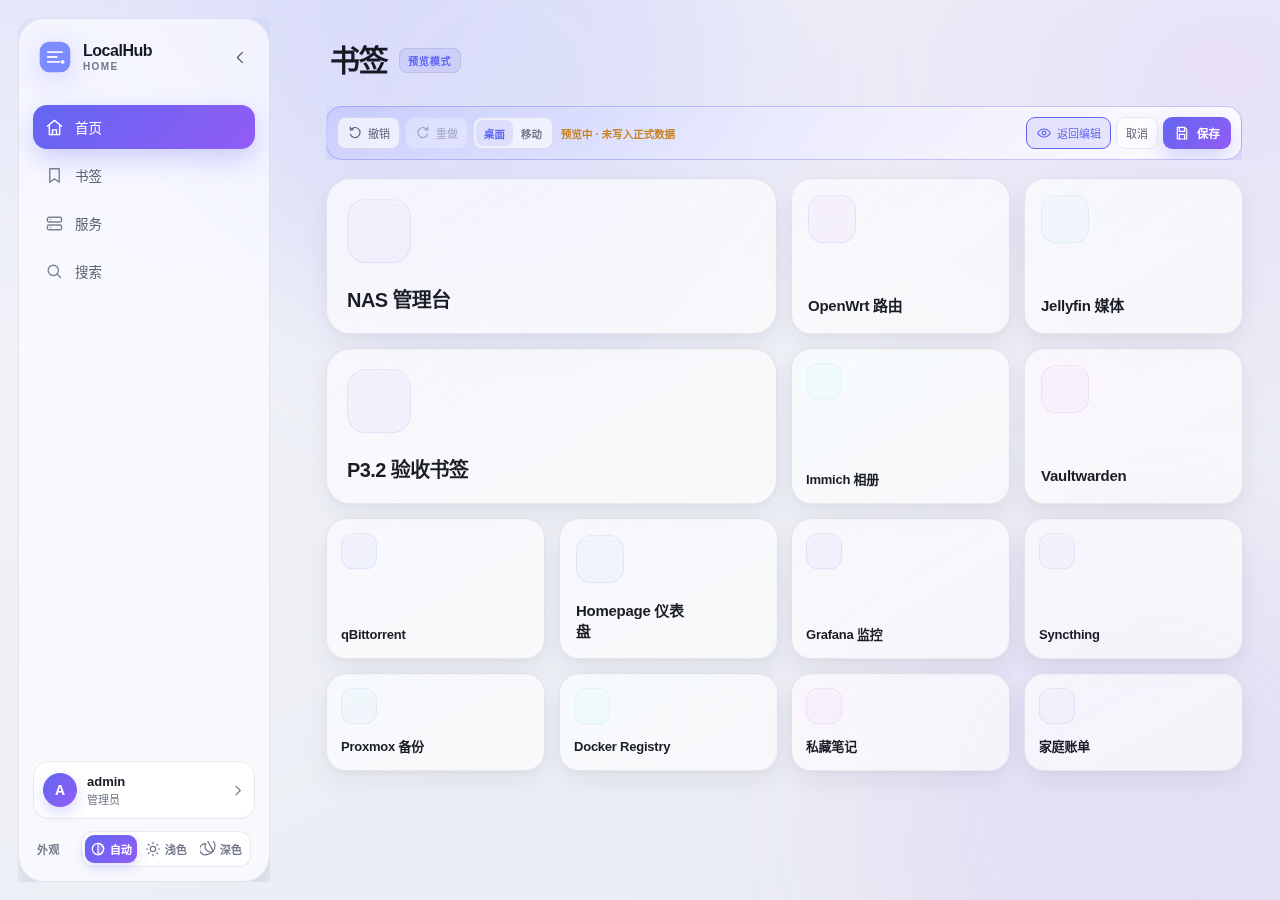 LocalHub
HOME
首页
书签
服务
搜索
A
admin
管理员
外观
自动
浅色
深色
书签
预览模式
撤销
重做
桌面
移动
预览中 · 未写入正式数据
返回编辑
取消
保存
NAS 管理台
OpenWrt 路由
Jellyfin 媒体
P3.2 验收书签
Immich 相册
Vaultwarden
qBittorrent
Homepage 仪表
盘
Grafana 监控
Syncthing
Proxmox 备份
Docker Registry
私藏笔记
家庭账单